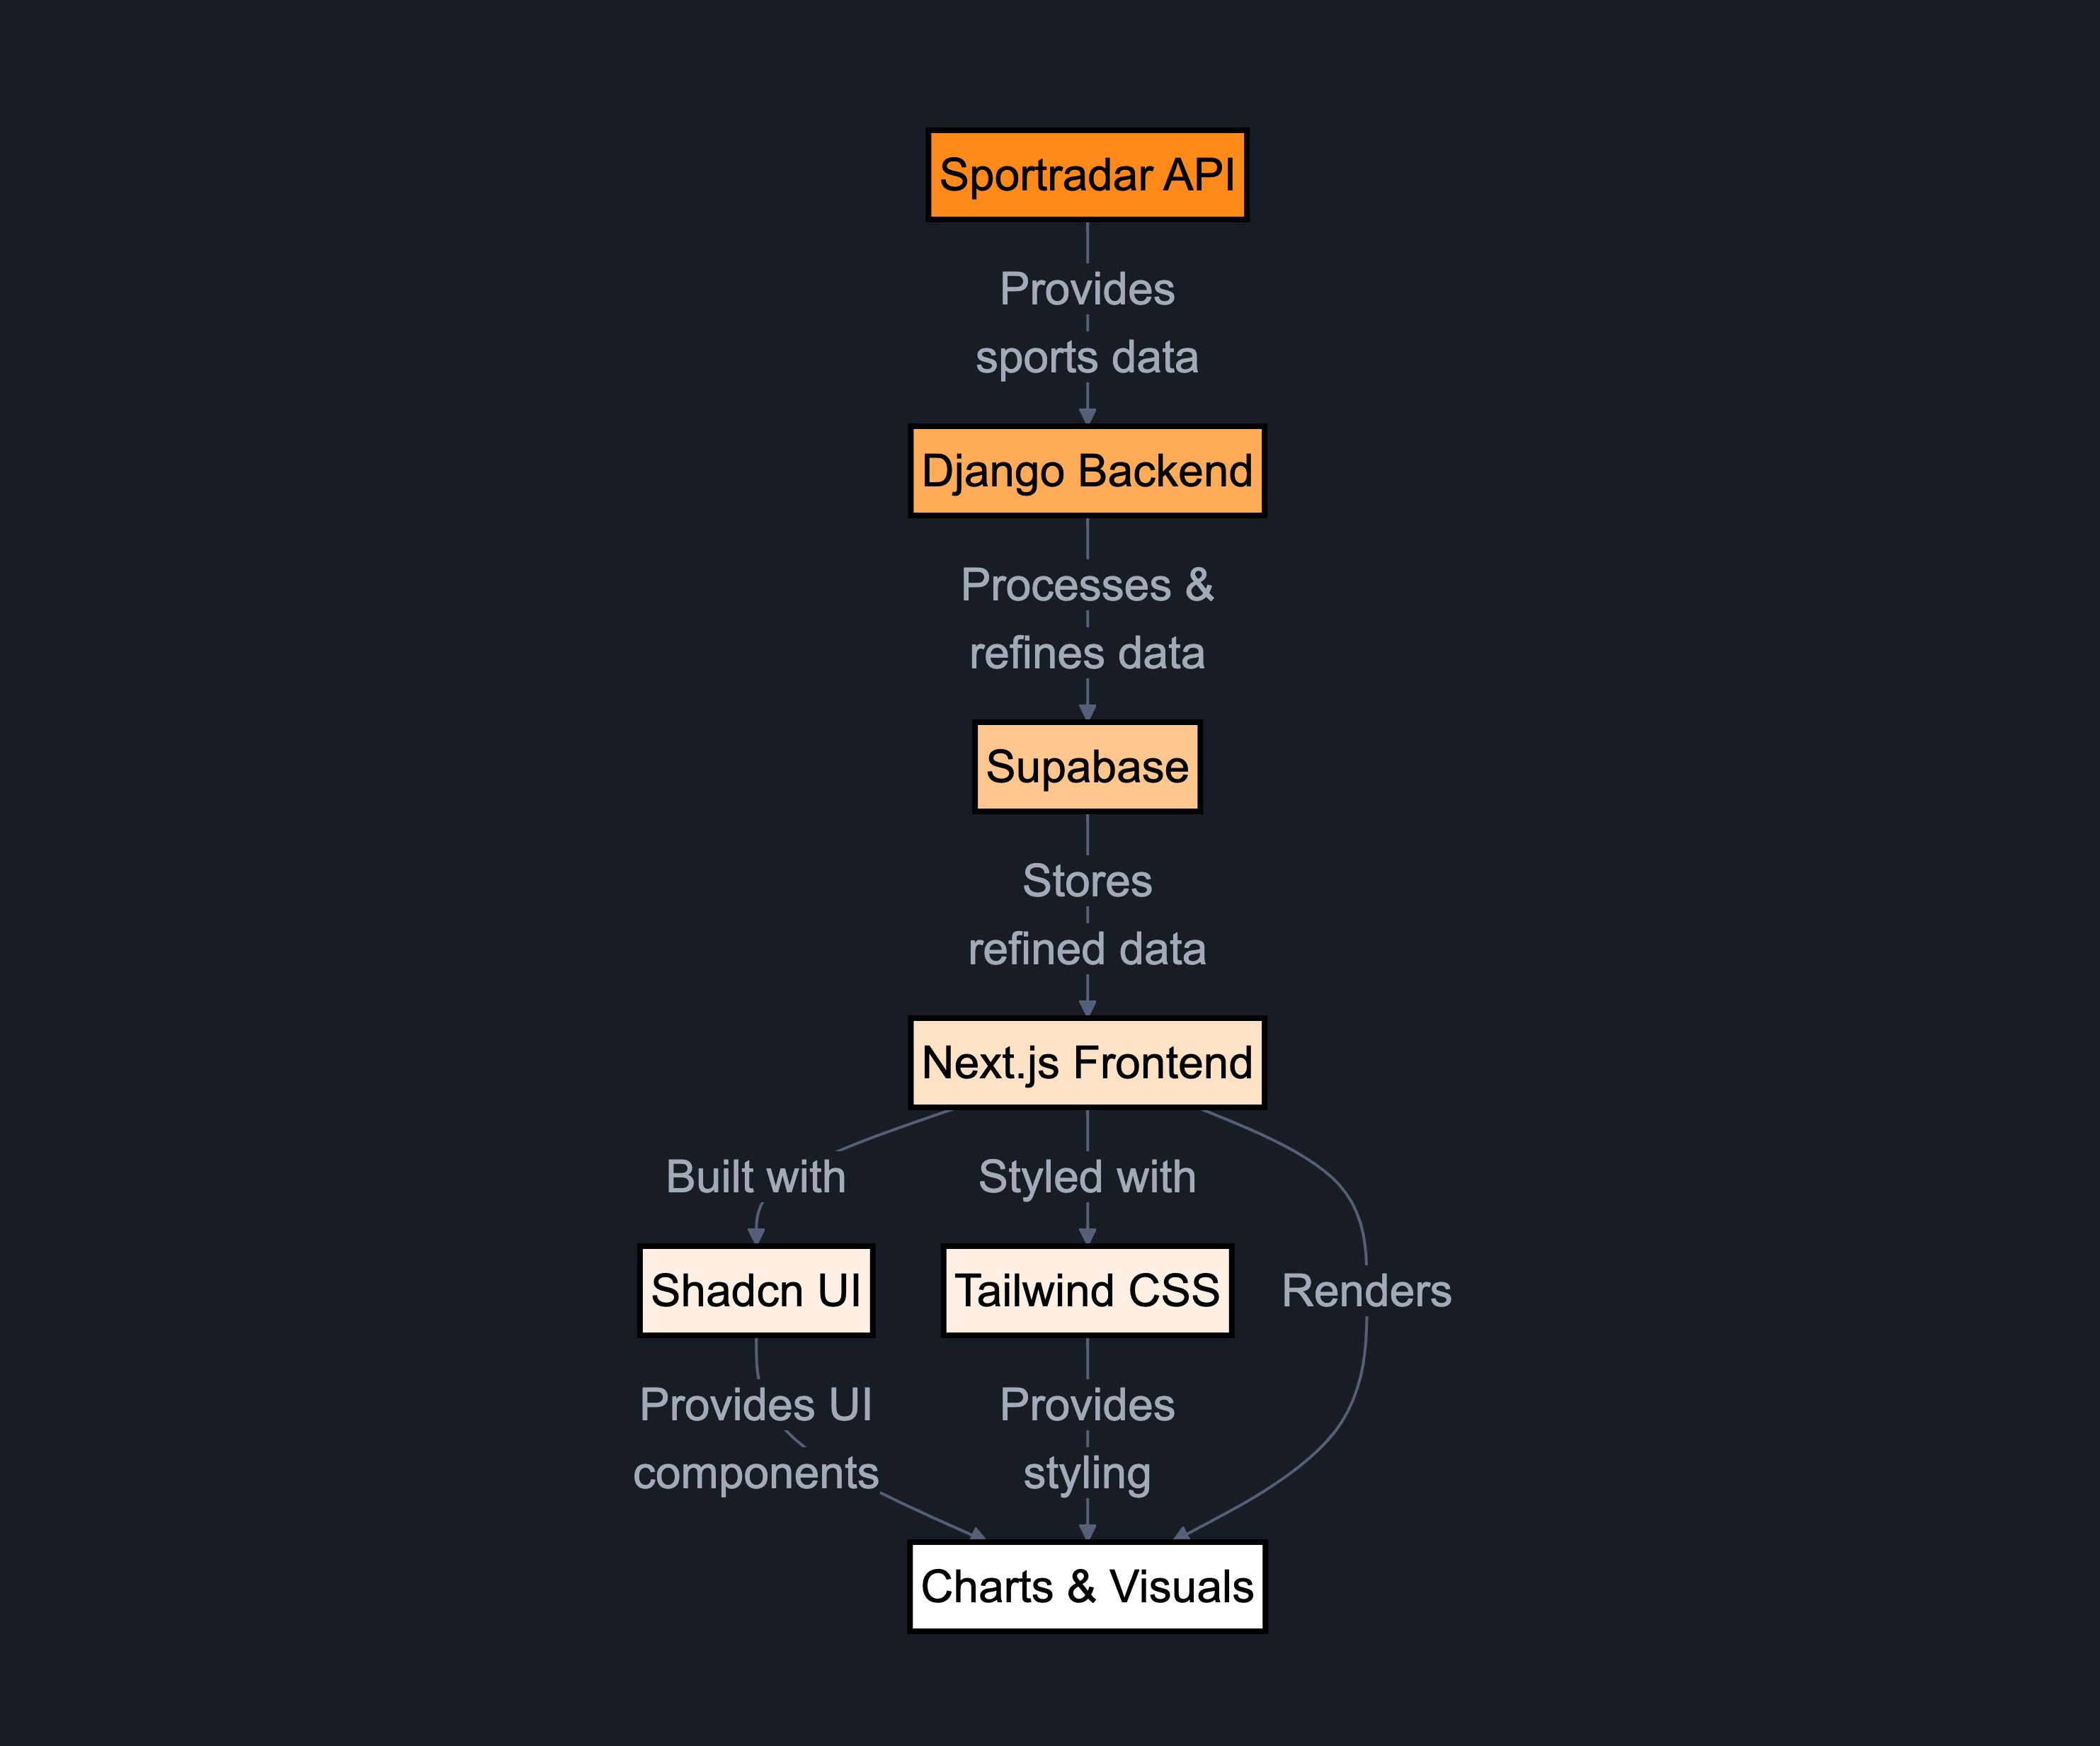 Sportradar API
Provides
sports data
Django Backend
Processes &
refines data
Supabase
Stores
refined data
Next.js Frontend
Built with
Styled with
Shadcn UI
Tailwind CSS
Renders
Provides UI
components
Provides
styling
Charts & Visuals